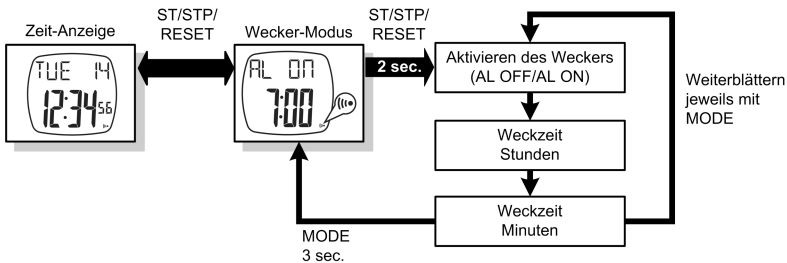 ST/STP/
RESET
ST/STP/
RESET
Zeit-Anzeige
Wecker-Modus
TUE 14
12:34 56
AL ON
7:00
2 sec.
Aktivieren des Weckers
(AL OFF/AL ON)
Weckzeit
Stunden
Weckzeit
Minuten
Weiterblättern
jeweils mit
MODE
MODE
3 sec.